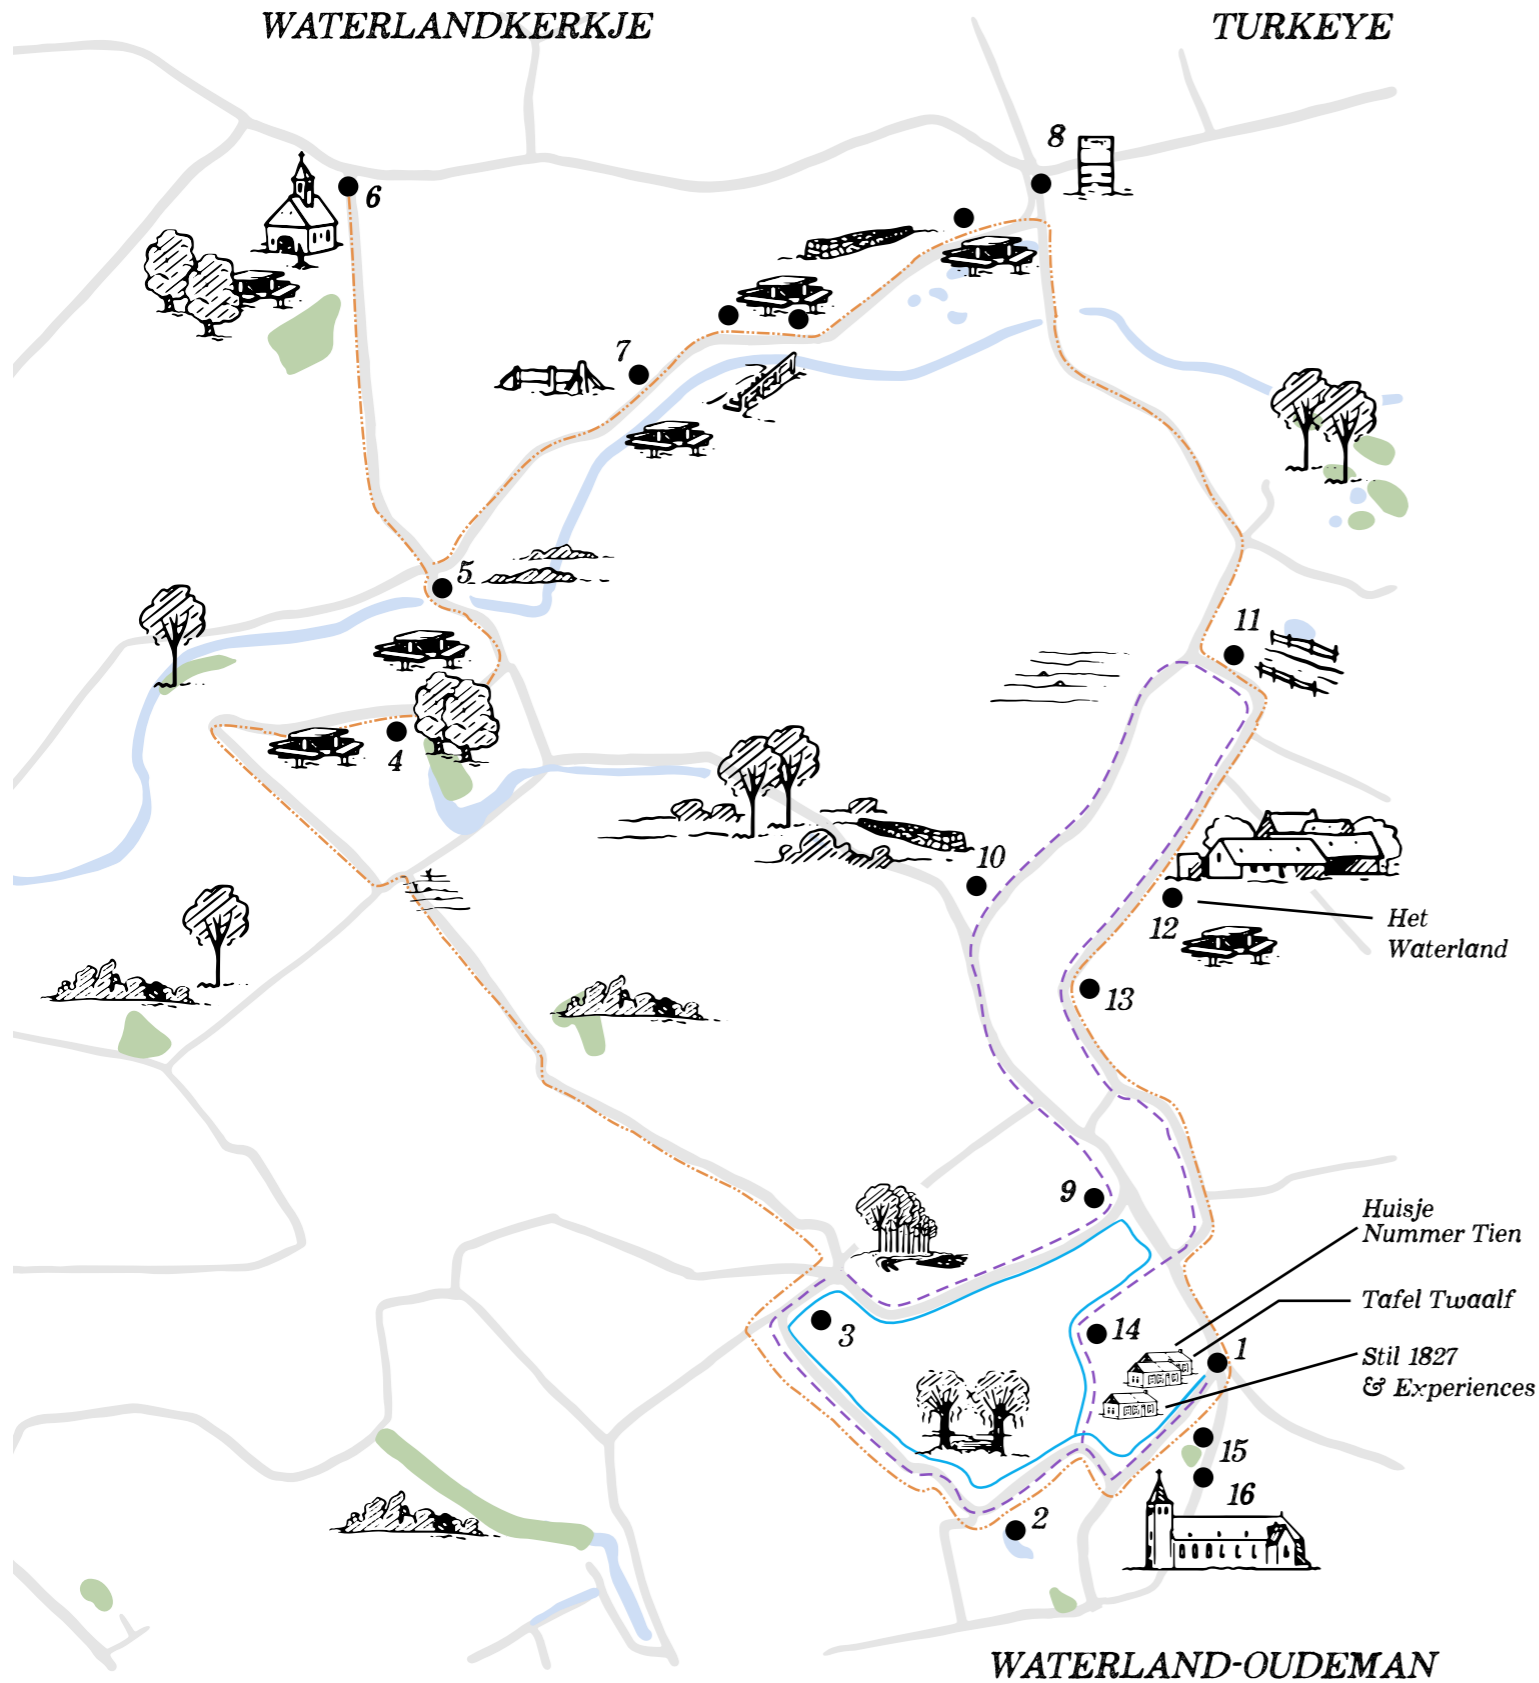 WATERLANDKERKJE
TURKEYE
8
6
7
5
11
4
10
12
Het
Waterland
13
9
Huisje
Nummer Tien
Tafel Twaalf
14
3
1
Stil 1827
& Experiences
15
16
2
WATERLAND-OUDEMAN